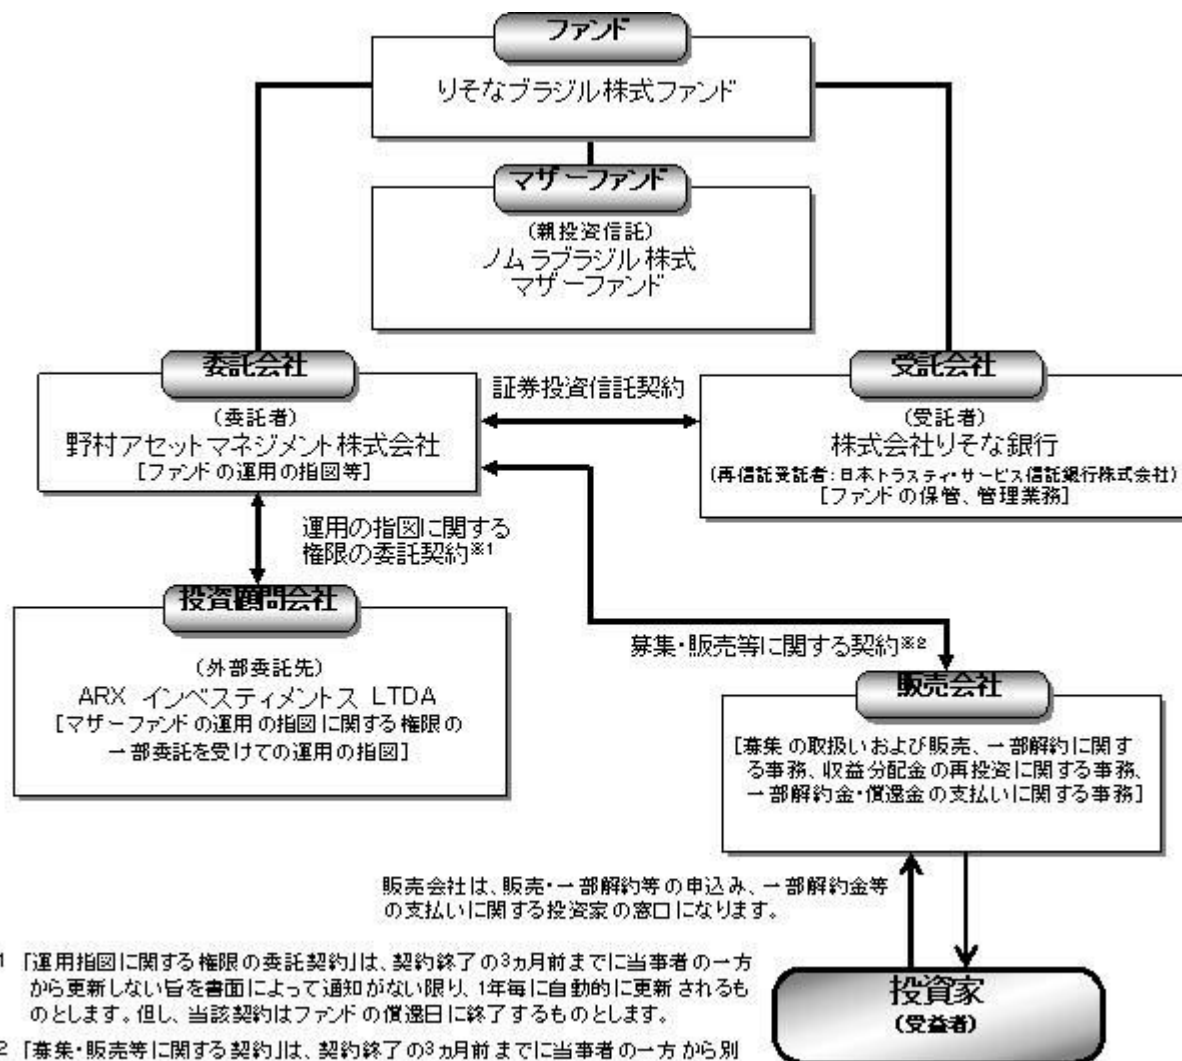 ファンド
りそなブラジル株式ファンド
マザーファンド
(親投資信託)
ノムラブラジル株式
マザーファンド
委託会社
(委託者)
野村アセットマネジメント株式会社
[ファンドの運用の指図等]
証券投資信託契約
受託会社
(受託者)
株式会社りそな銀行
(再信託受託者:日本トラスティ・サービス信託銀行株式会社)
[ファンドの保管、管理業務]
運用の指図に関する
権限の委託契約※1
投資顧問会社
(外部委託先)
ARX インベスティメントス LTDA
[マザーファンドの運用の指図に関する権限の
一部委託を受けての運用の指図]
募集・販売等に関する契約※2
販売会社
[募集の取扱いおよび販売、一部解約に関す
る事務、収益分配金の再投資に関する事務、
一部解約金・償還金の支払いに関する事務]
販売会社は、販売・一部解約等の申込み、一部解約金等
の支払いに関する投資家の窓口になります。
投資家
(受益者)
1 「運用指図に関する権限の委託契約」は、契約終了の3ヵ月前までに当事者の一方
から更新しない旨を書面によって通知がない限り、1年毎に自動的に更新されるも
のとします。但し、当該契約はファンドの償還日に終了するものとします。
2 「募集・販売等に関する契約」は、契約終了の3ヵ月前までに当事者の一方から別